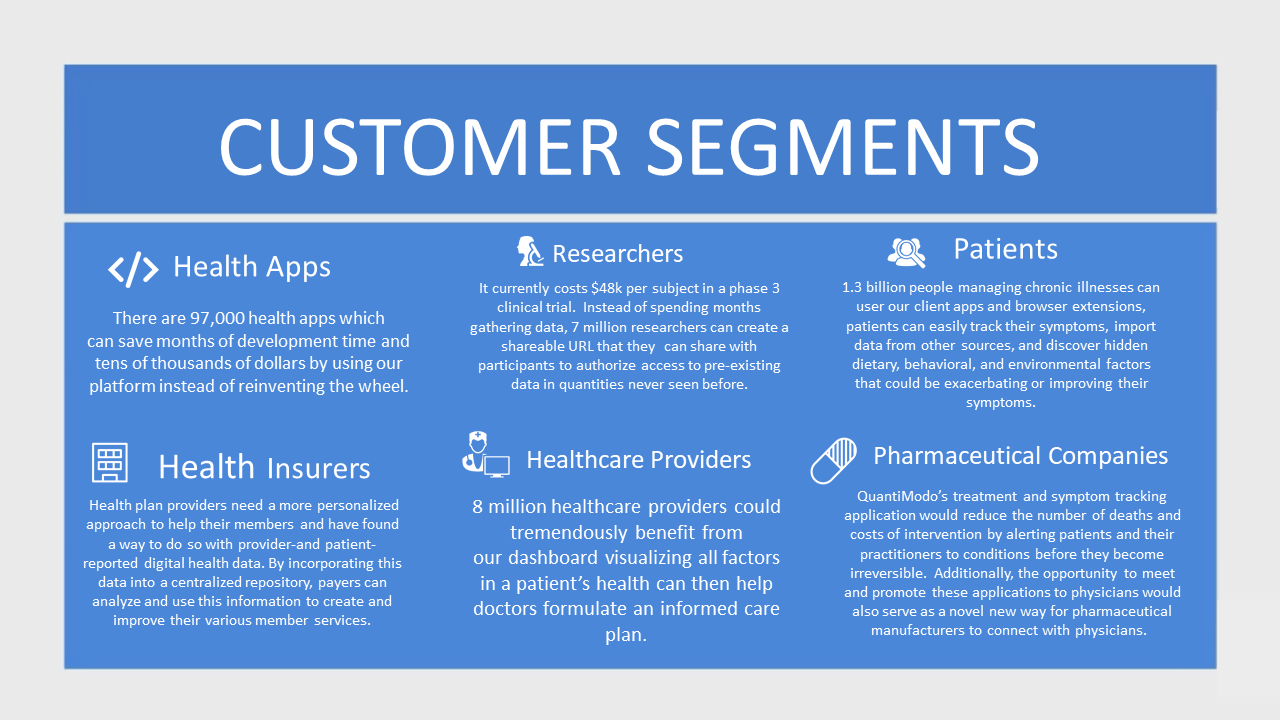 CUSTOMER SEGMENTS
Health Apps
There are 97,000 health apps which
can save months of development time and
tens of thousands of dollars by using our
platform instead of reinventing the wheel.
Researchers
It currently costs $48k per subject in a phase 3
clinical trial. Instead of spending months
gathering data, 7 million researchers can create a
shareable URL that they can share with
participants to authorize access to pre-existing
data in quantities never seen before.
Patients
1.3 billion people managing chronic illnesses can
user our client apps and browser extensions,
patients can easily track their symptoms, import
data from other sources, and discover hidden
dietary, behavioral, and environmental factors
that could be exacerbating or improving their
symptoms.
Health Insurers
Health plan providers need a more personalized
approach to help their members and have found
a way to do so with provider-and patient-
reported digital health data. By incorporating this
data into a centralized repository, payers can
analyze and use this information to create and
improve their various member services.
Healthcare Providers
8 million healthcare providers could
tremendously benefit from
our dashboard visualizing all factors
in a patient's health can then help
doctors formulate an informed care
plan.
Pharmaceutical Companies
QuantiModo's treatment and symptom tracking
application would reduce the number of deaths and
costs of intervention by alerting patients and their
practitioners to conditions before they become
irreversible. Additionally, the opportunity to meet
and promote these applications to physicians would
also serve as a novel new way for pharmaceutical
manufacturers to connect with physicians.